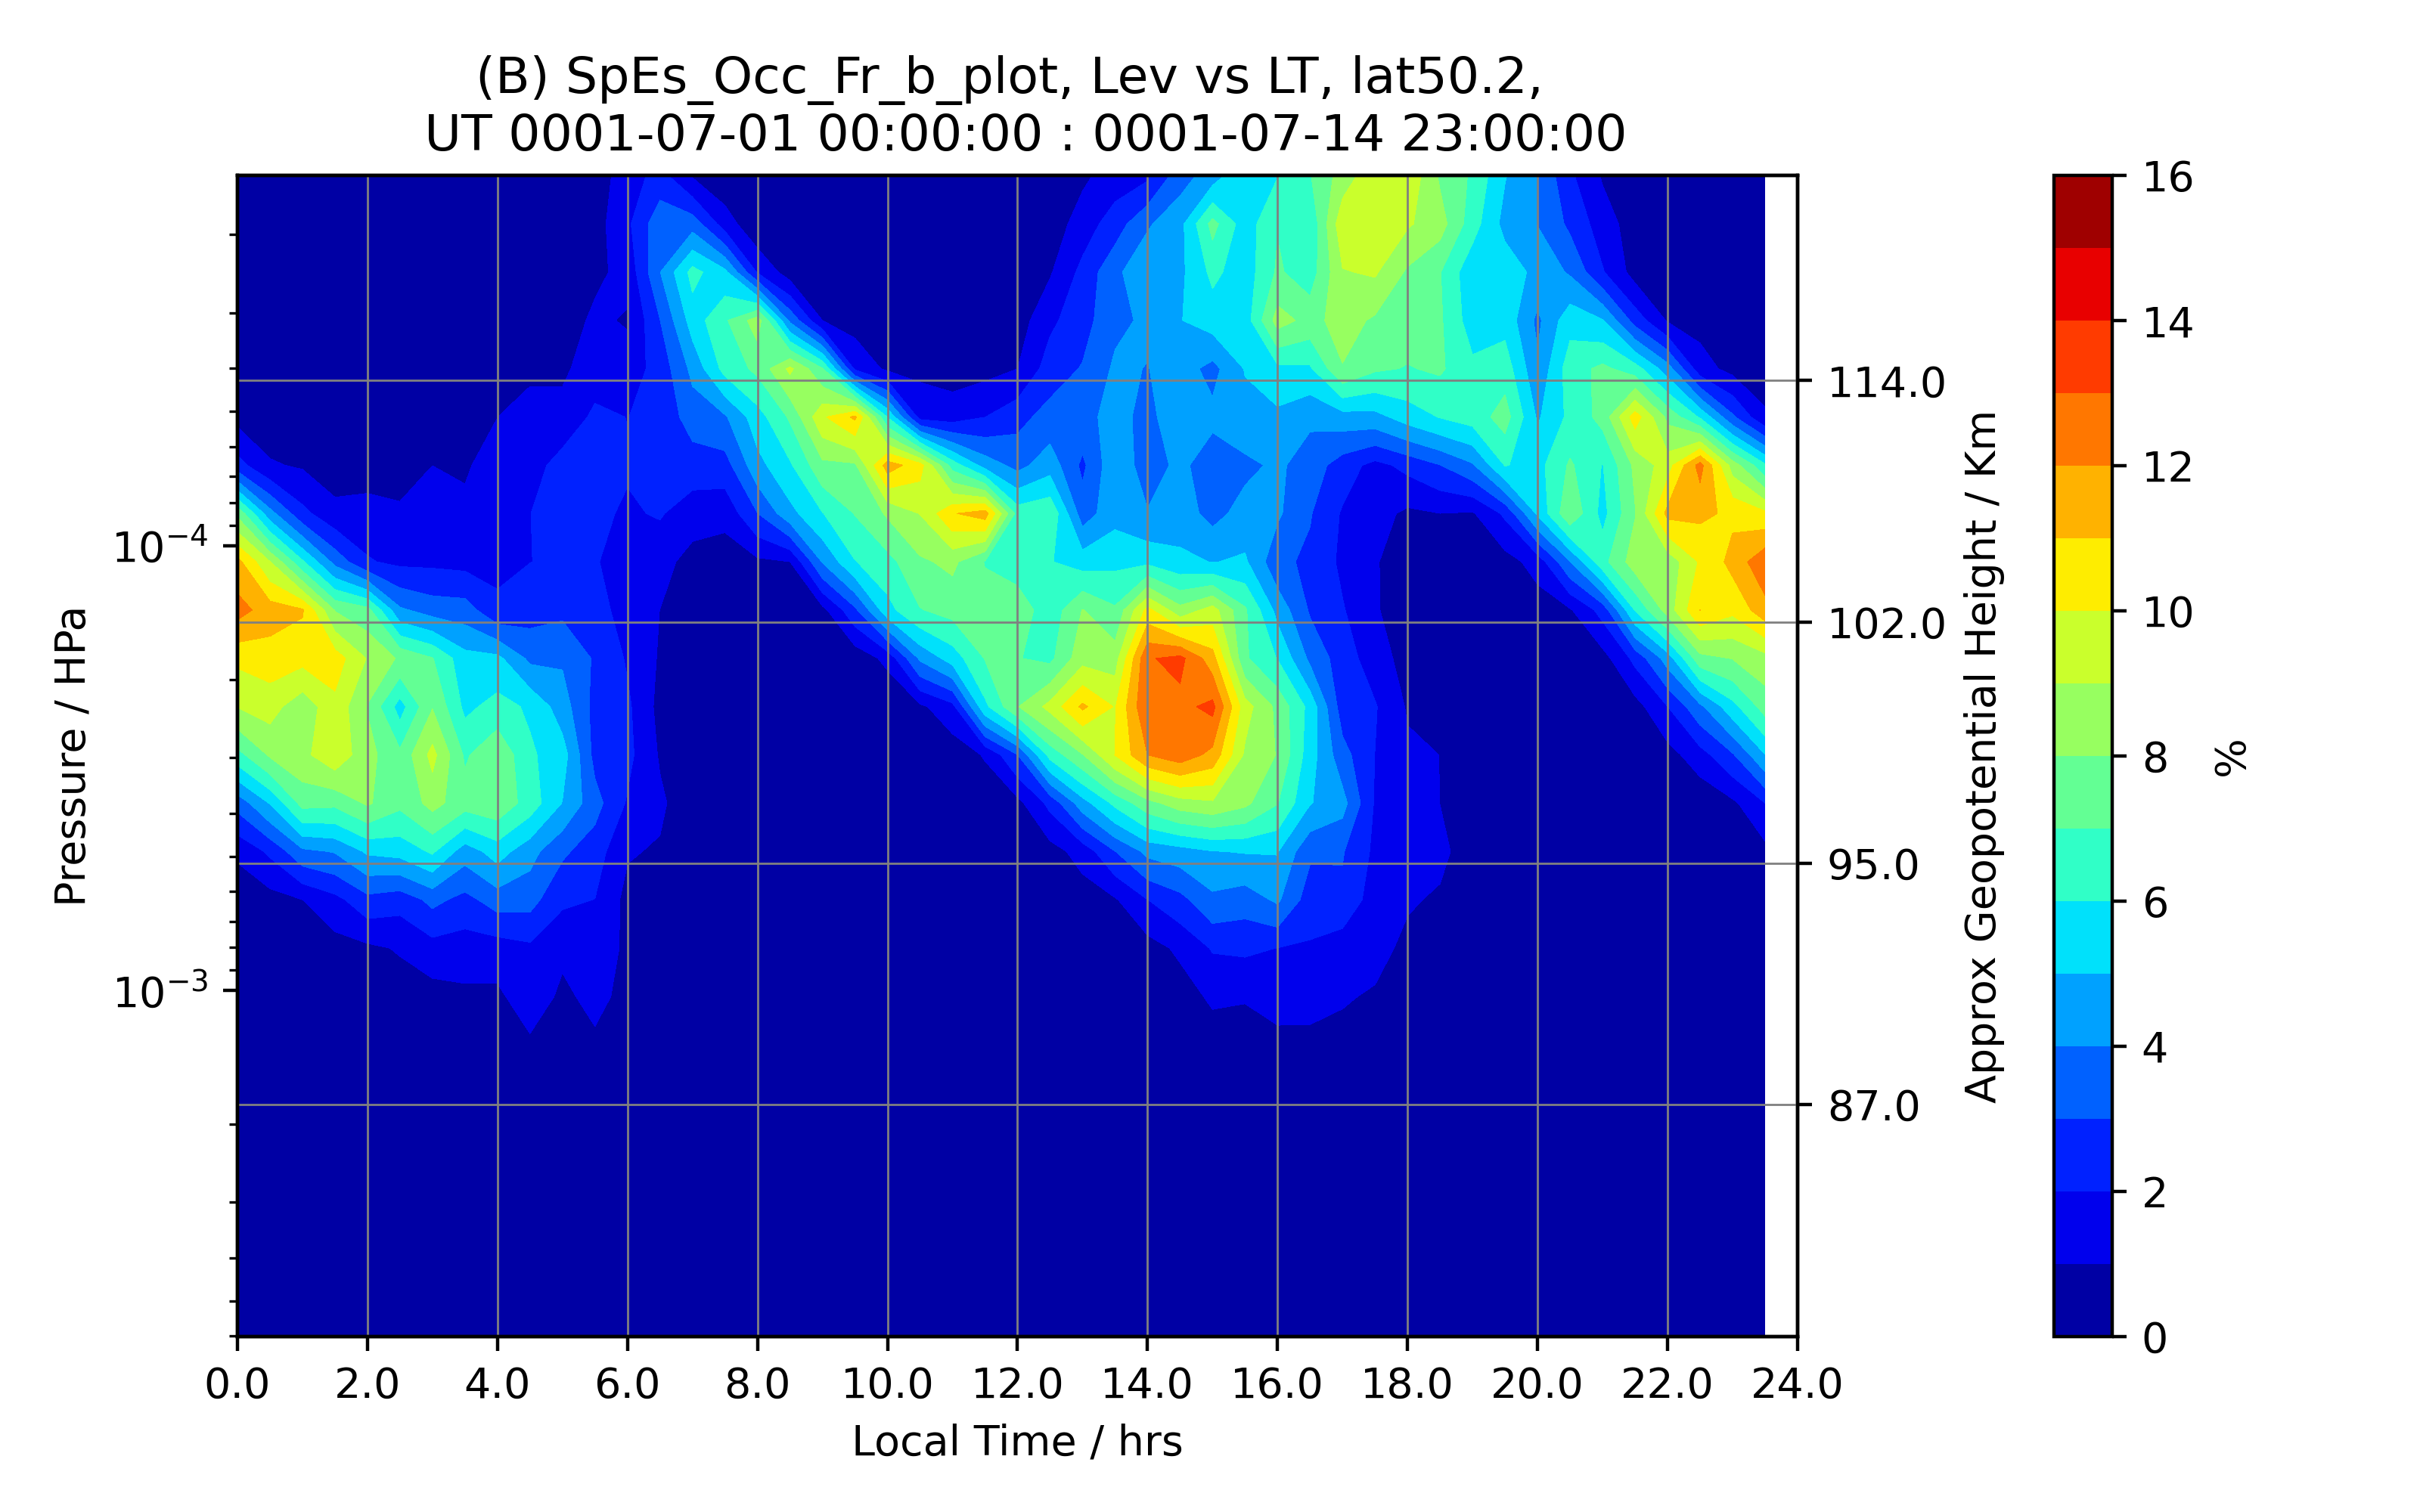 (B) SpEs_Occ_Fr_b_plot, Lev vs LT, lat50.2,
UT 0001-07-01 00:00:00 : 0001-07-14 23:00:00
Pressure / HPa
10⁻⁴
10⁻³
0.0 2.0 4.0 6.0 8.0 10.0 12.0 14.0 16.0 18.0 20.0 22.0 24.0
Local Time / hrs
114.0
102.0
95.0
87.0
Approx Geopotential Height / Km
16
14
12
10
8
6
4
2
0
%